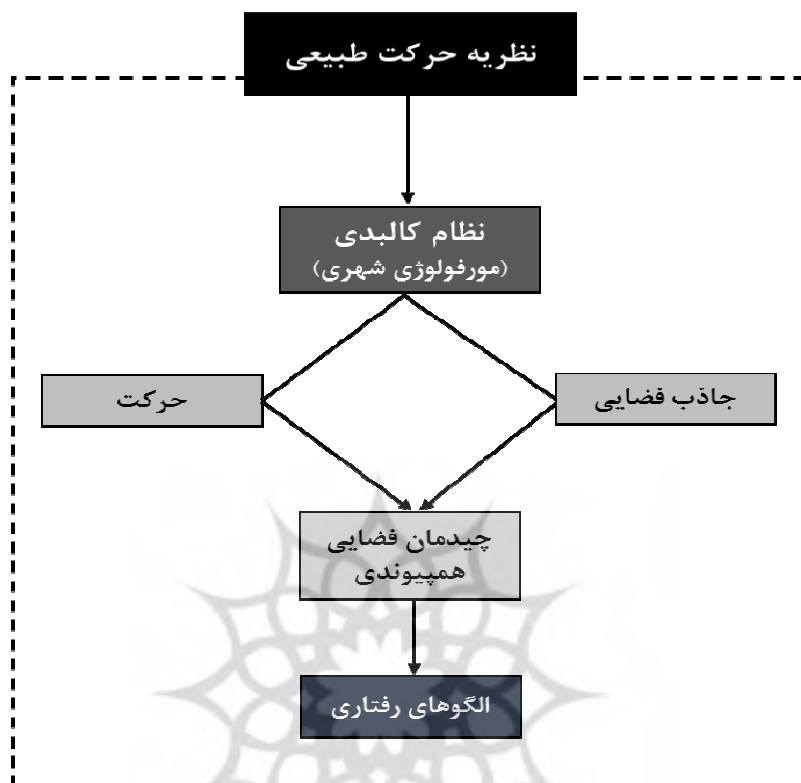 نظریه حرکت طبیعی
نظام کالبدی
(مورفولوژی شهری)
جاذب فضایی
حرکت
چیدمان فضایی
همپیوندی
الگوهای رفتاری